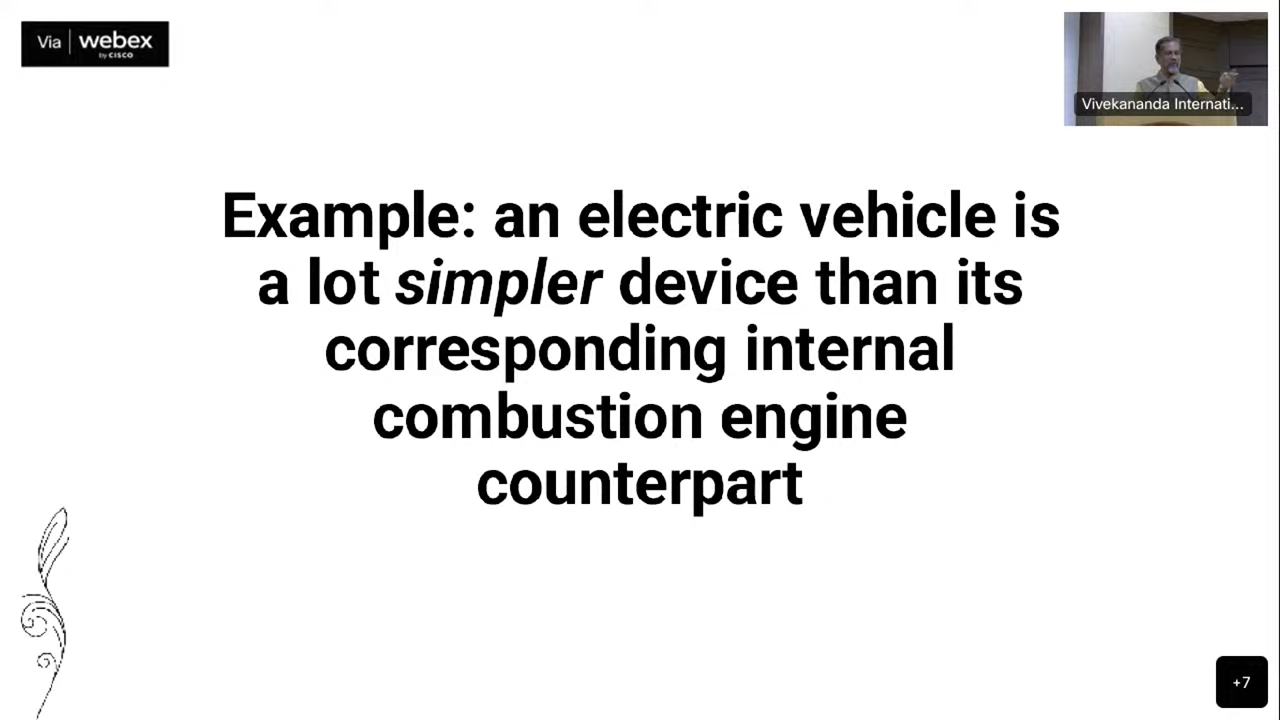 Via | webex
by CISCO
Vivekananda Internati...
Example: an electric vehicle is
a lot simpler device than its
corresponding internal
combustion engine
counterpart
+7